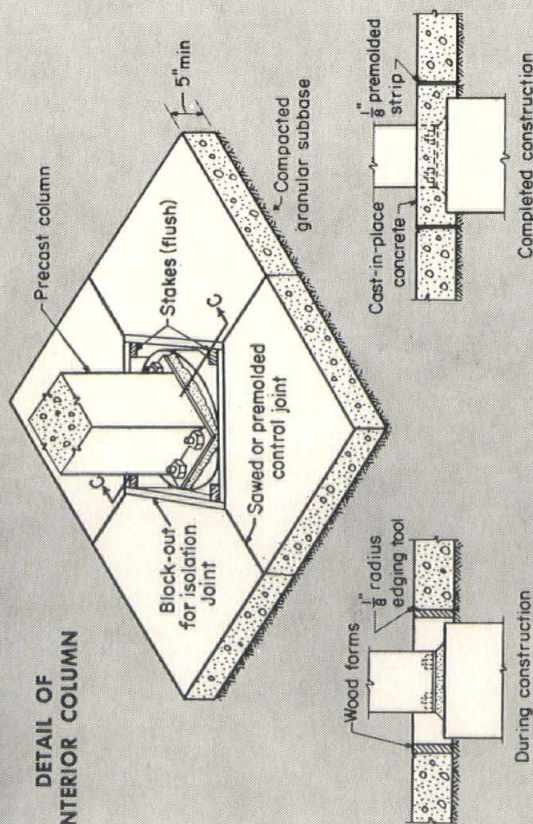 DETAIL OF
NTERIOR COLUMN
Precast column
5" min
Stakes (flush)
C
C
Compacted
granular subbase
Block-out
for isolation
joint
Sawed or premolded
control joint
Wood forms
1/8" radius
edging tool
During construction
Cast-in-place
concrete
1/8" premolded
strip
Completed construction